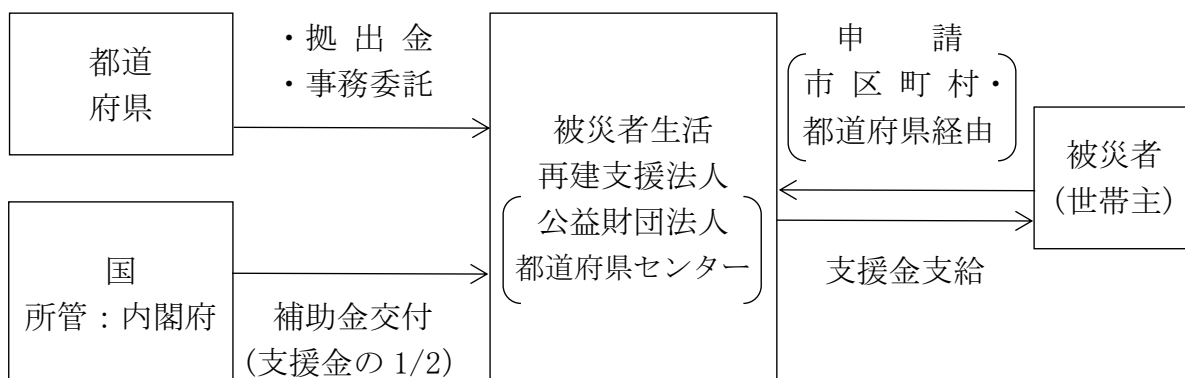 都道
府県
・拠 出 金
・事務委託
国
所管：内閣府
補助金交付
(支援金の 1/2)
被災者生活
再建支援法人
公益財団法人
都道府県センター
申　　請
市 区 町 村・
都道府県経由
支援金支給
被災者
(世帯主)